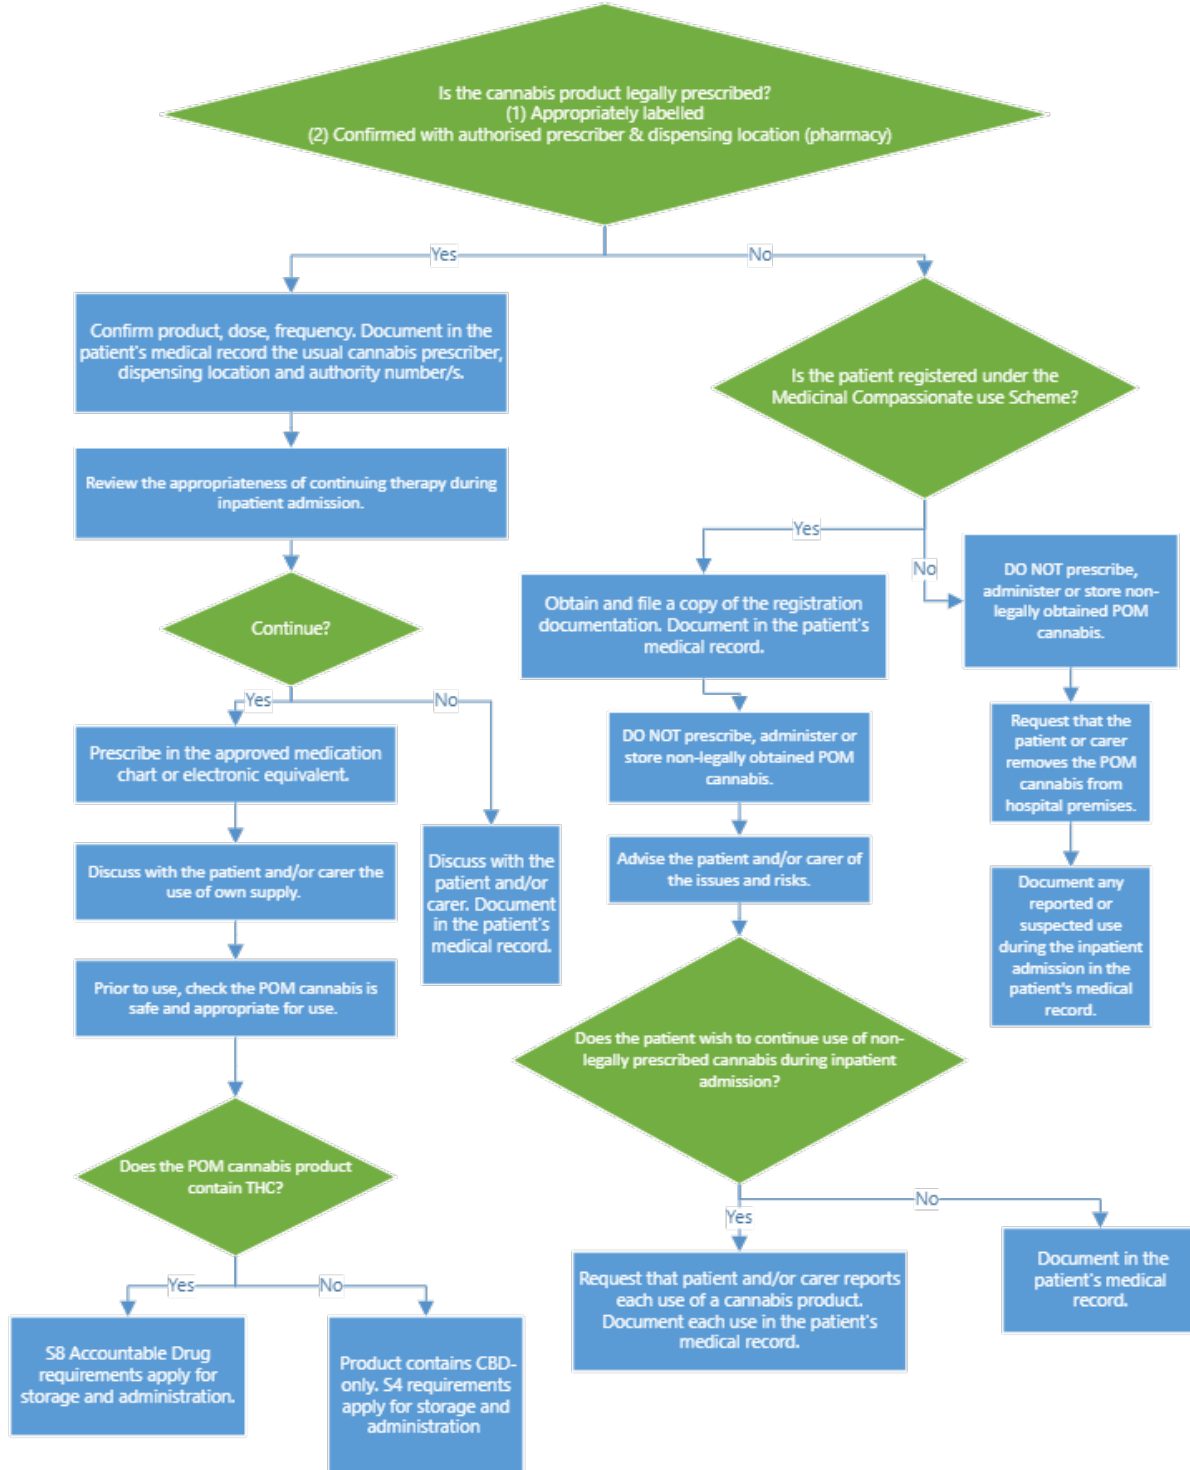 Is the cannabis product legally prescribed?
(1) Appropriately labelled
(2) Confirmed with authorised prescriber & dispensing location (pharmacy)
Yes
No
Confirm product, dose, frequency. Document in the
patient's medical record the usual cannabis prescriber,
dispensing location and authority number/s.
Is the patient registered under the
Medicinal Compassionate use Scheme?
Review the appropriateness of continuing therapy during
inpatient admission.
Yes
No
DO NOT prescribe,
administer or store non-
legally obtained POM
cannabis.
Continue?
Obtain and file a copy of the registration
documentation. Document in the patient's
medical record.
Yes
No
Prescribe in the approved medication
chart or electronic equivalent.
DO NOT prescribe, administer or
store non-legally obtained POM
cannabis.
Request that the
patient or carer
removes the POM
cannabis from
hospital premises.
Discuss with the patient and/or carer the
use of own supply.
Discuss with the
patient and/or
carer. Document
in the patient's
medical record.
Advise the patient and/or carer of
the issues and risks.
Document any
reported or
suspected use
during the inpatient
admission in the
patient's medical
record.
Prior to use, check the POM cannabis is
safe and appropriate for use.
Does the patient wish to continue use of non-
legally prescribed cannabis during inpatient
admission?
Does the POM cannabis product
contain THC?
Yes
No
Yes
No
Request that patient and/or carer reports
each use of a cannabis product.
Document each use in the patient's
medical record.
Document in the
patient's medical
record.
S8 Accountable Drug
requirements apply for
storage and administration.
Product contains CBD-
only. S4 requirements
apply for storage and
administration